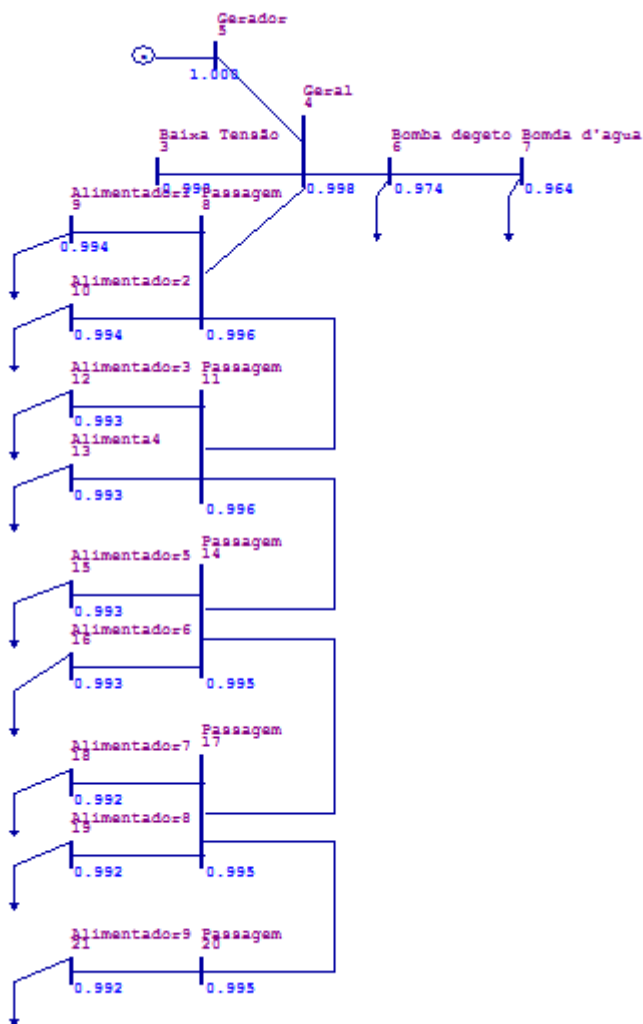 Gerador
5
1.000
Geral
4
Baixa Tensão
3
0.998
0.998
Bomba degeto
6
0.974
Bomda d'agua
7
0.964
Alimentador1
9
0.994
Passagem
8
Alimentador2
10
0.994
0.996
Alimentador3
12
0.993
Passagem
11
Alimenta4
13
0.993
0.996
Passagem
14
Alimentador5
15
0.993
Alimentador6
16
0.993
0.995
Passagem
17
Alimentador7
18
0.992
Alimentador8
19
0.992
0.995
Alimentador9
21
0.992
Passagem
20
0.995